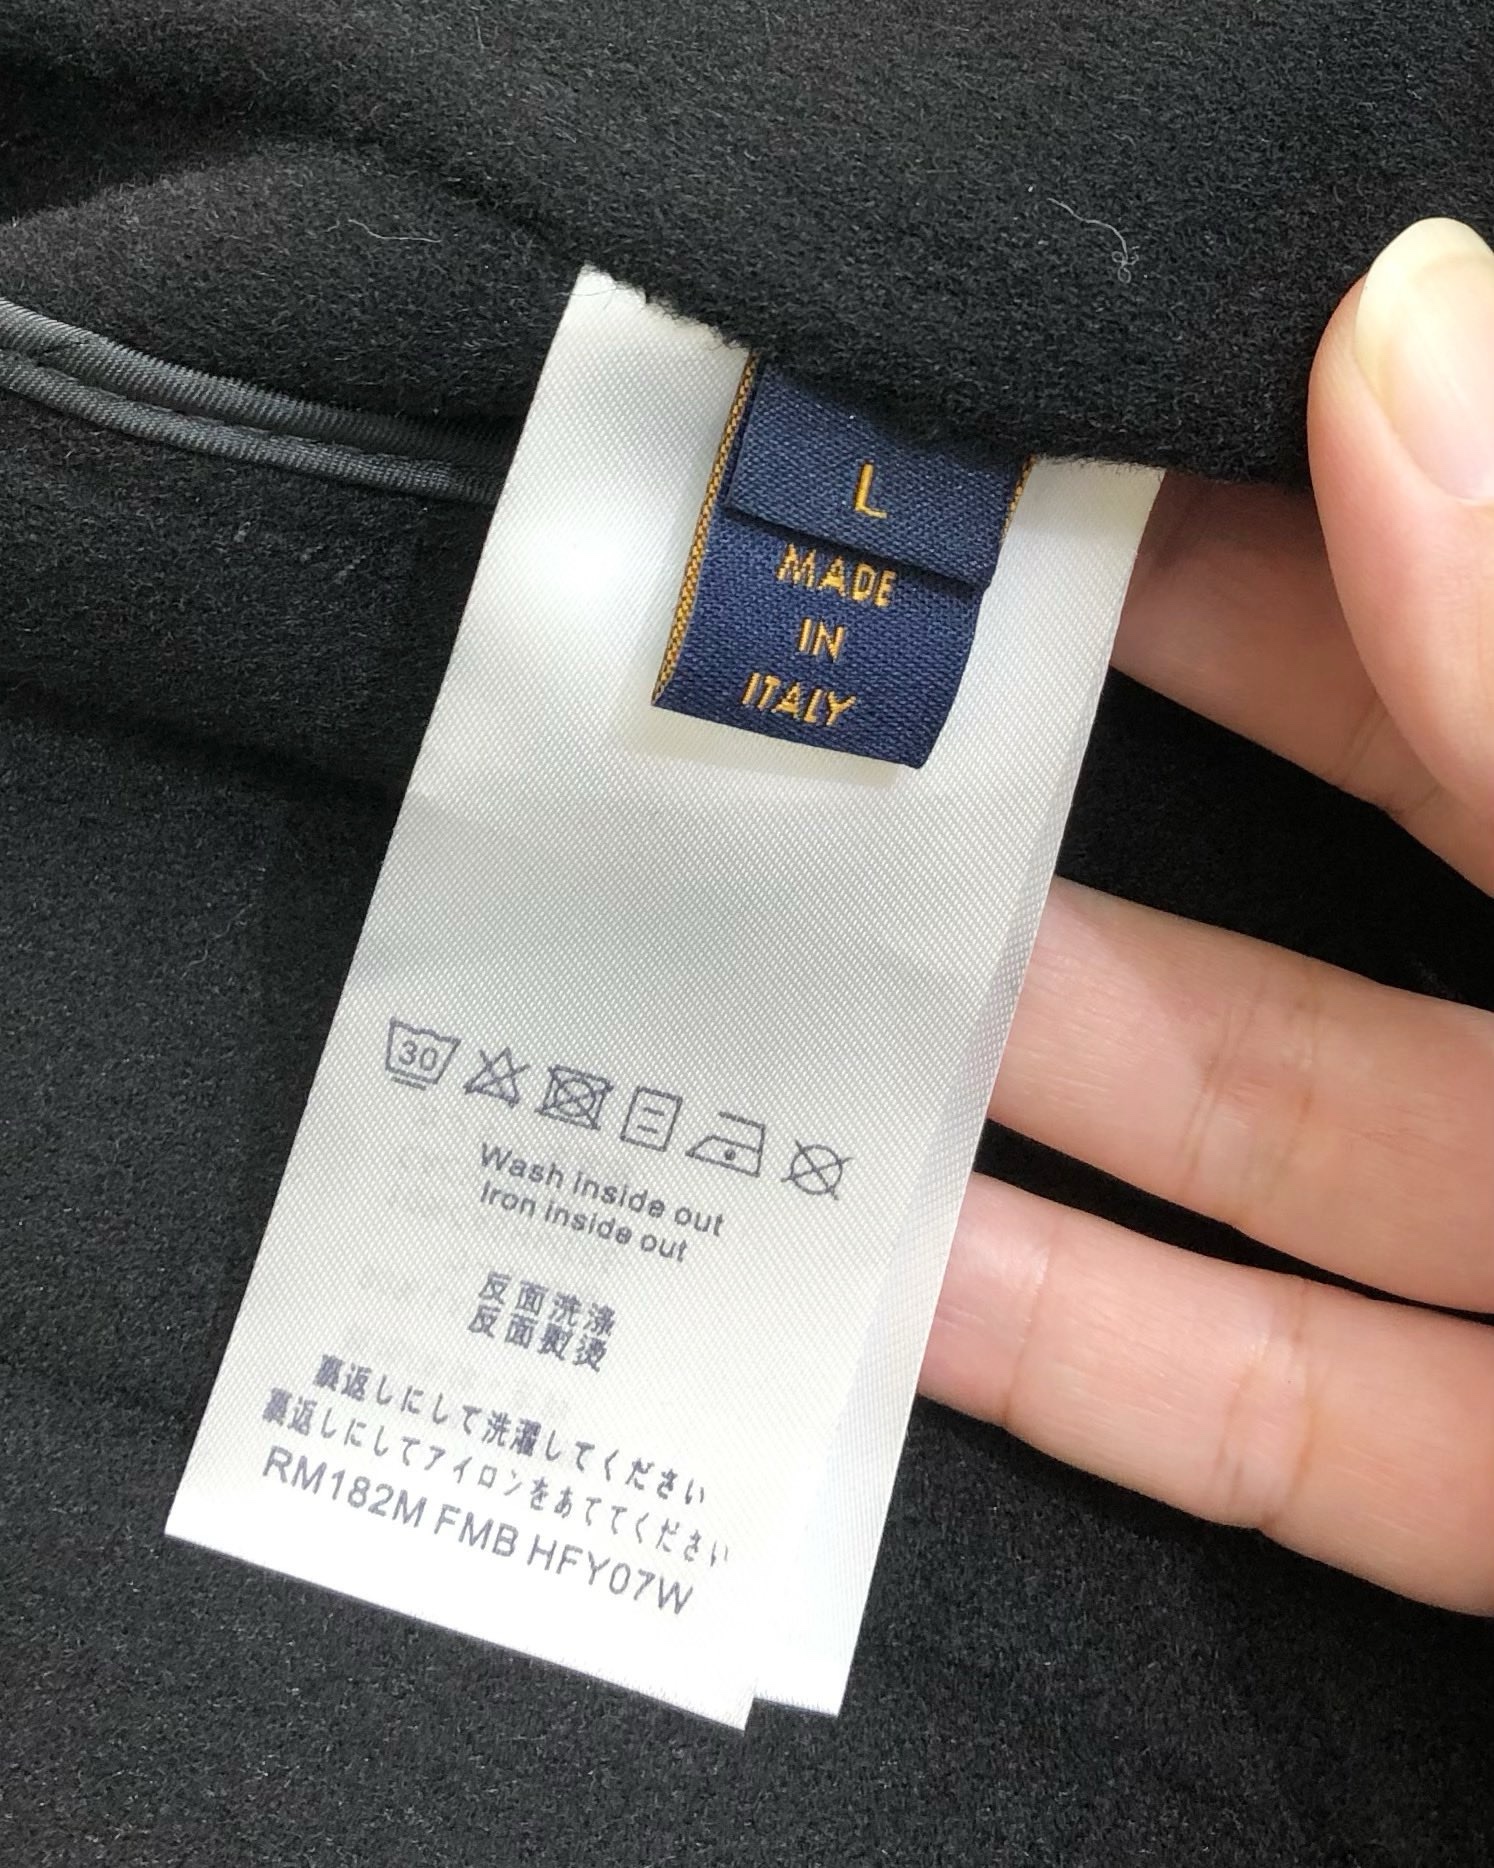 L
MADE
IN
ITALY
30
Wash inside out
Iron inside out
反面洗涤
反面熨烫
裏返しにして洗濯してください
裏返しにしてアイロンをあててください
RM182M FMB HFY07W